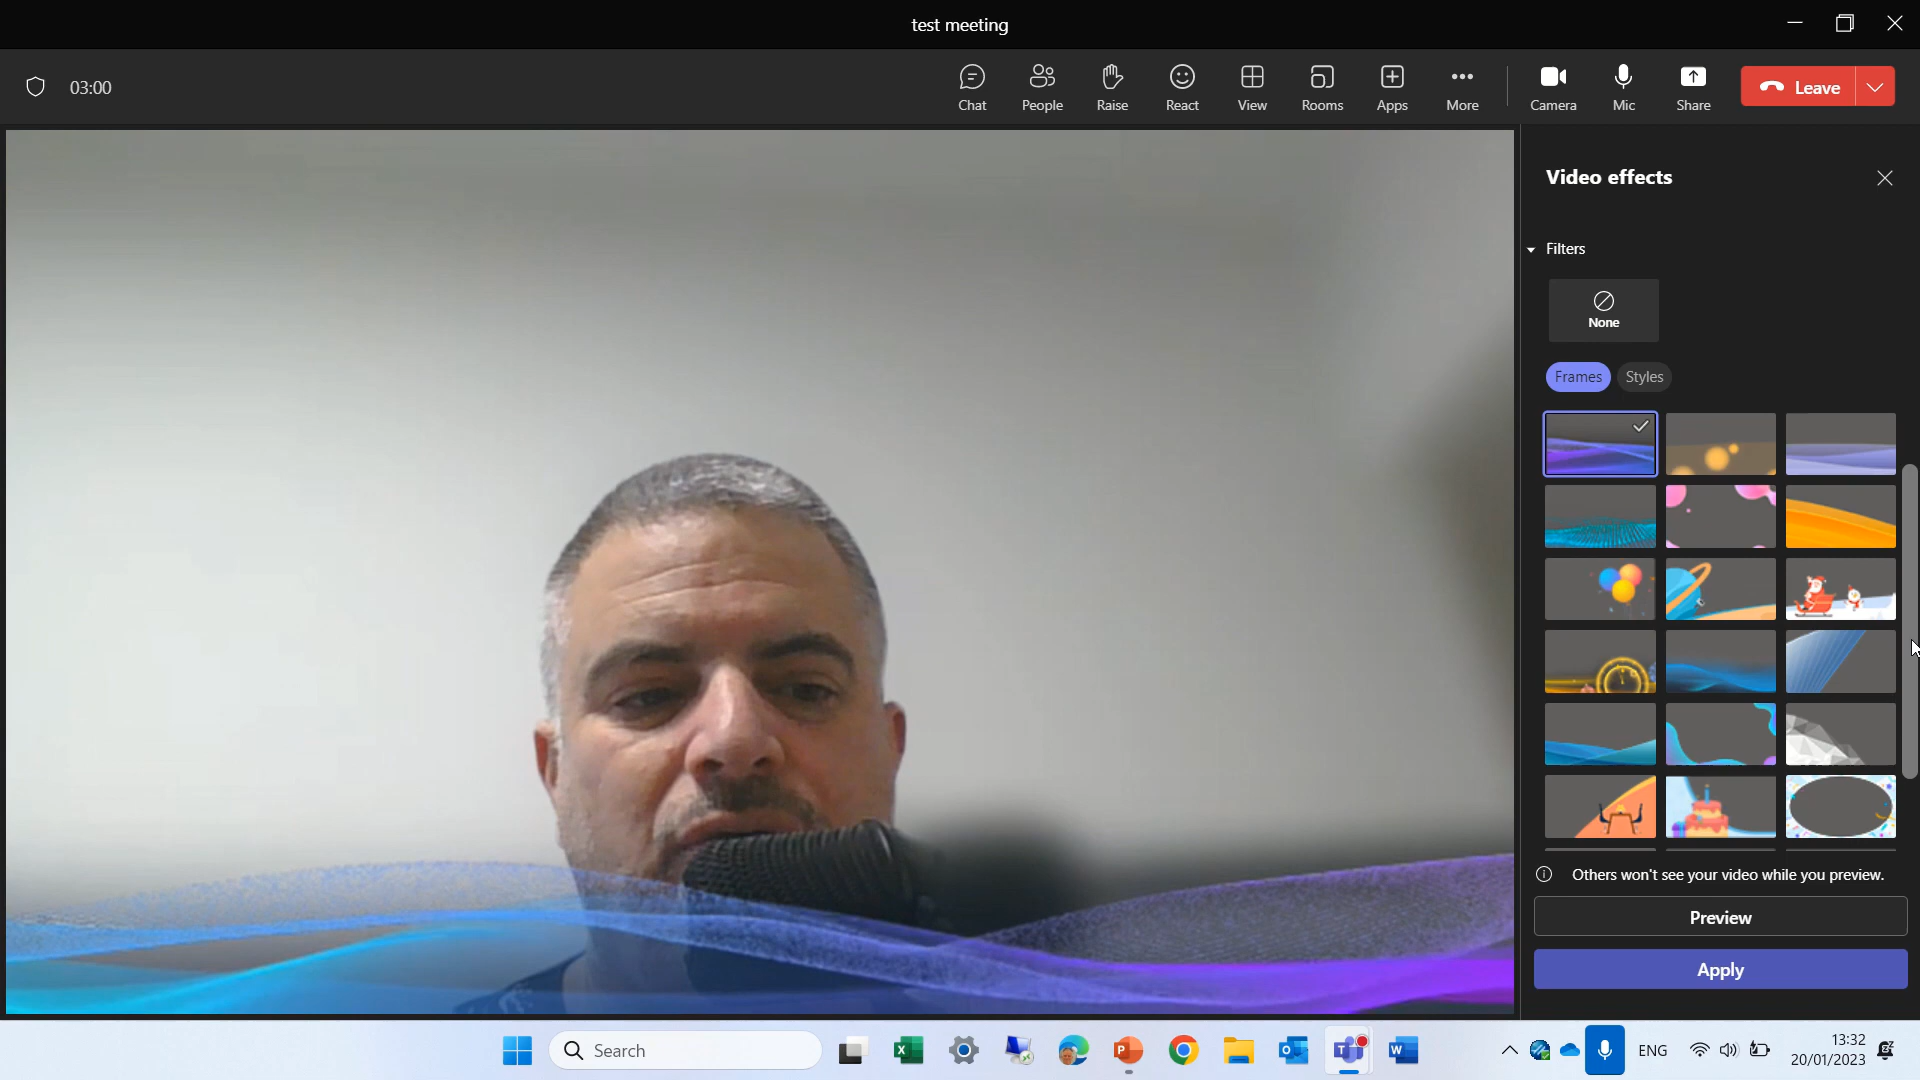 test meeting
03:00
Chat
People
Raise
React
View
Rooms
Apps
More
Camera
Mic
Share
Leave
Video effects
Filters
None
Frames
Styles
Others won't see your video while you preview.
Preview
Apply
Search
ENG
13:32
20/01/2023